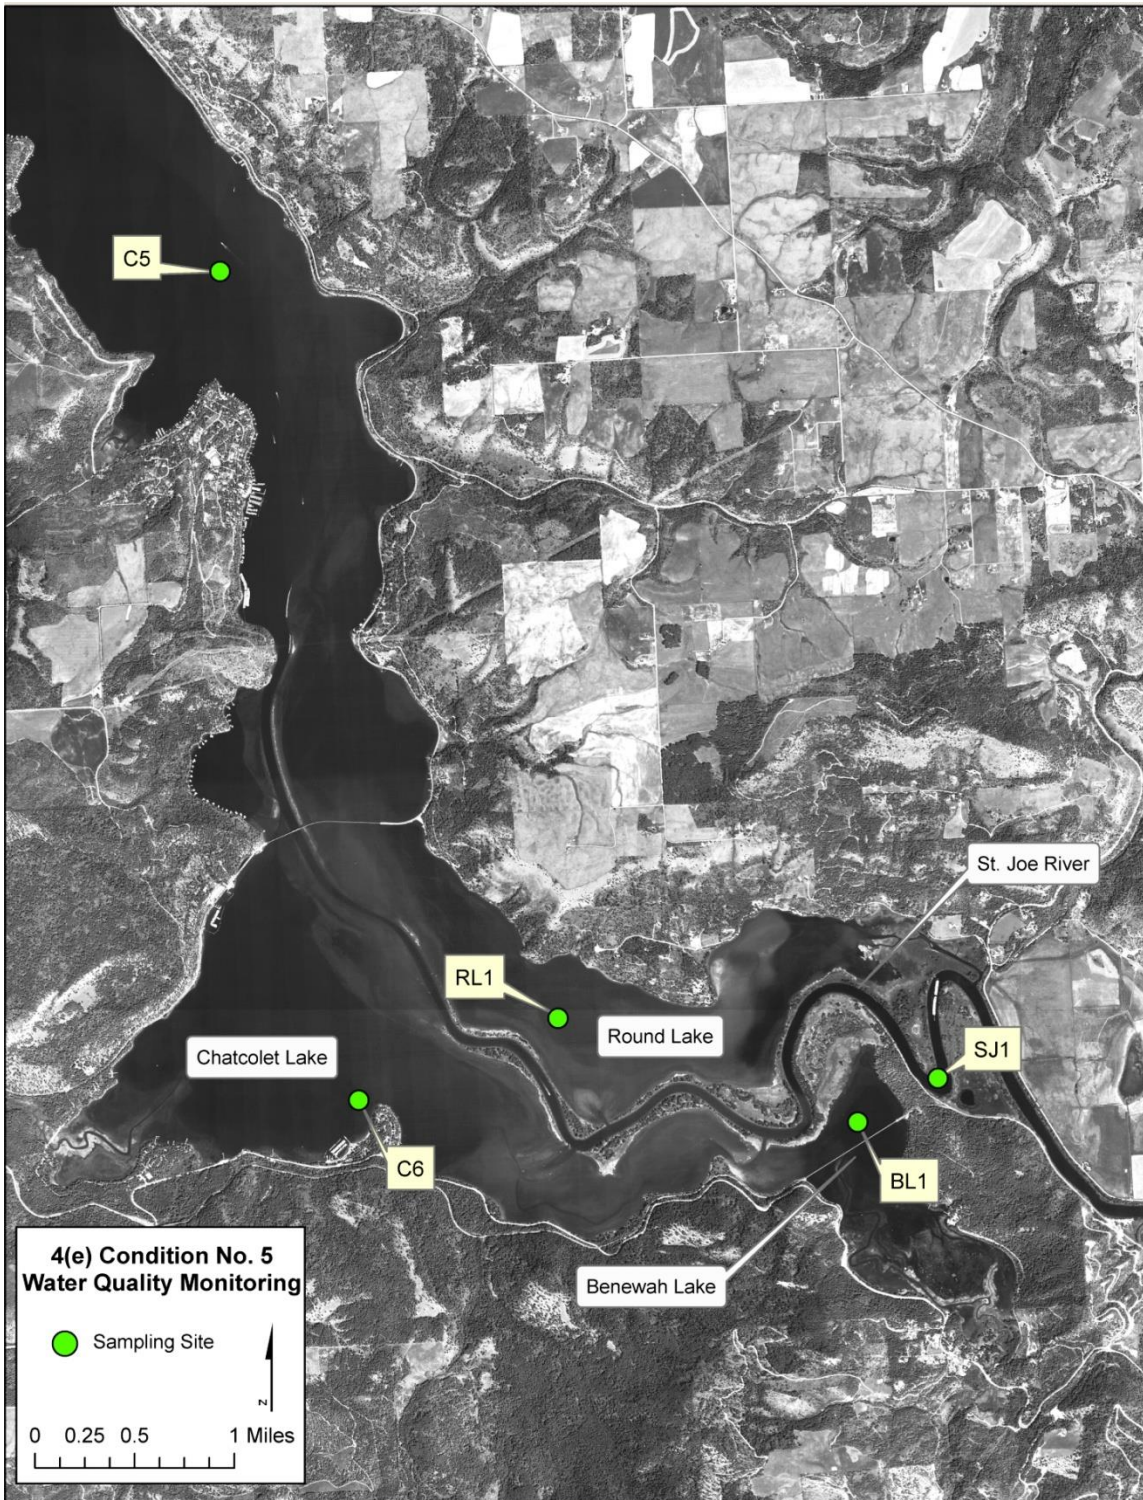 C5
St. Joe River
RL1
Round Lake
SJ1
Chatcolet Lake
C6
BL1
Benewah Lake
4(e) Condition No. 5
Water Quality Monitoring
Sampling Site
N
0 0.25 0.5 1 Miles